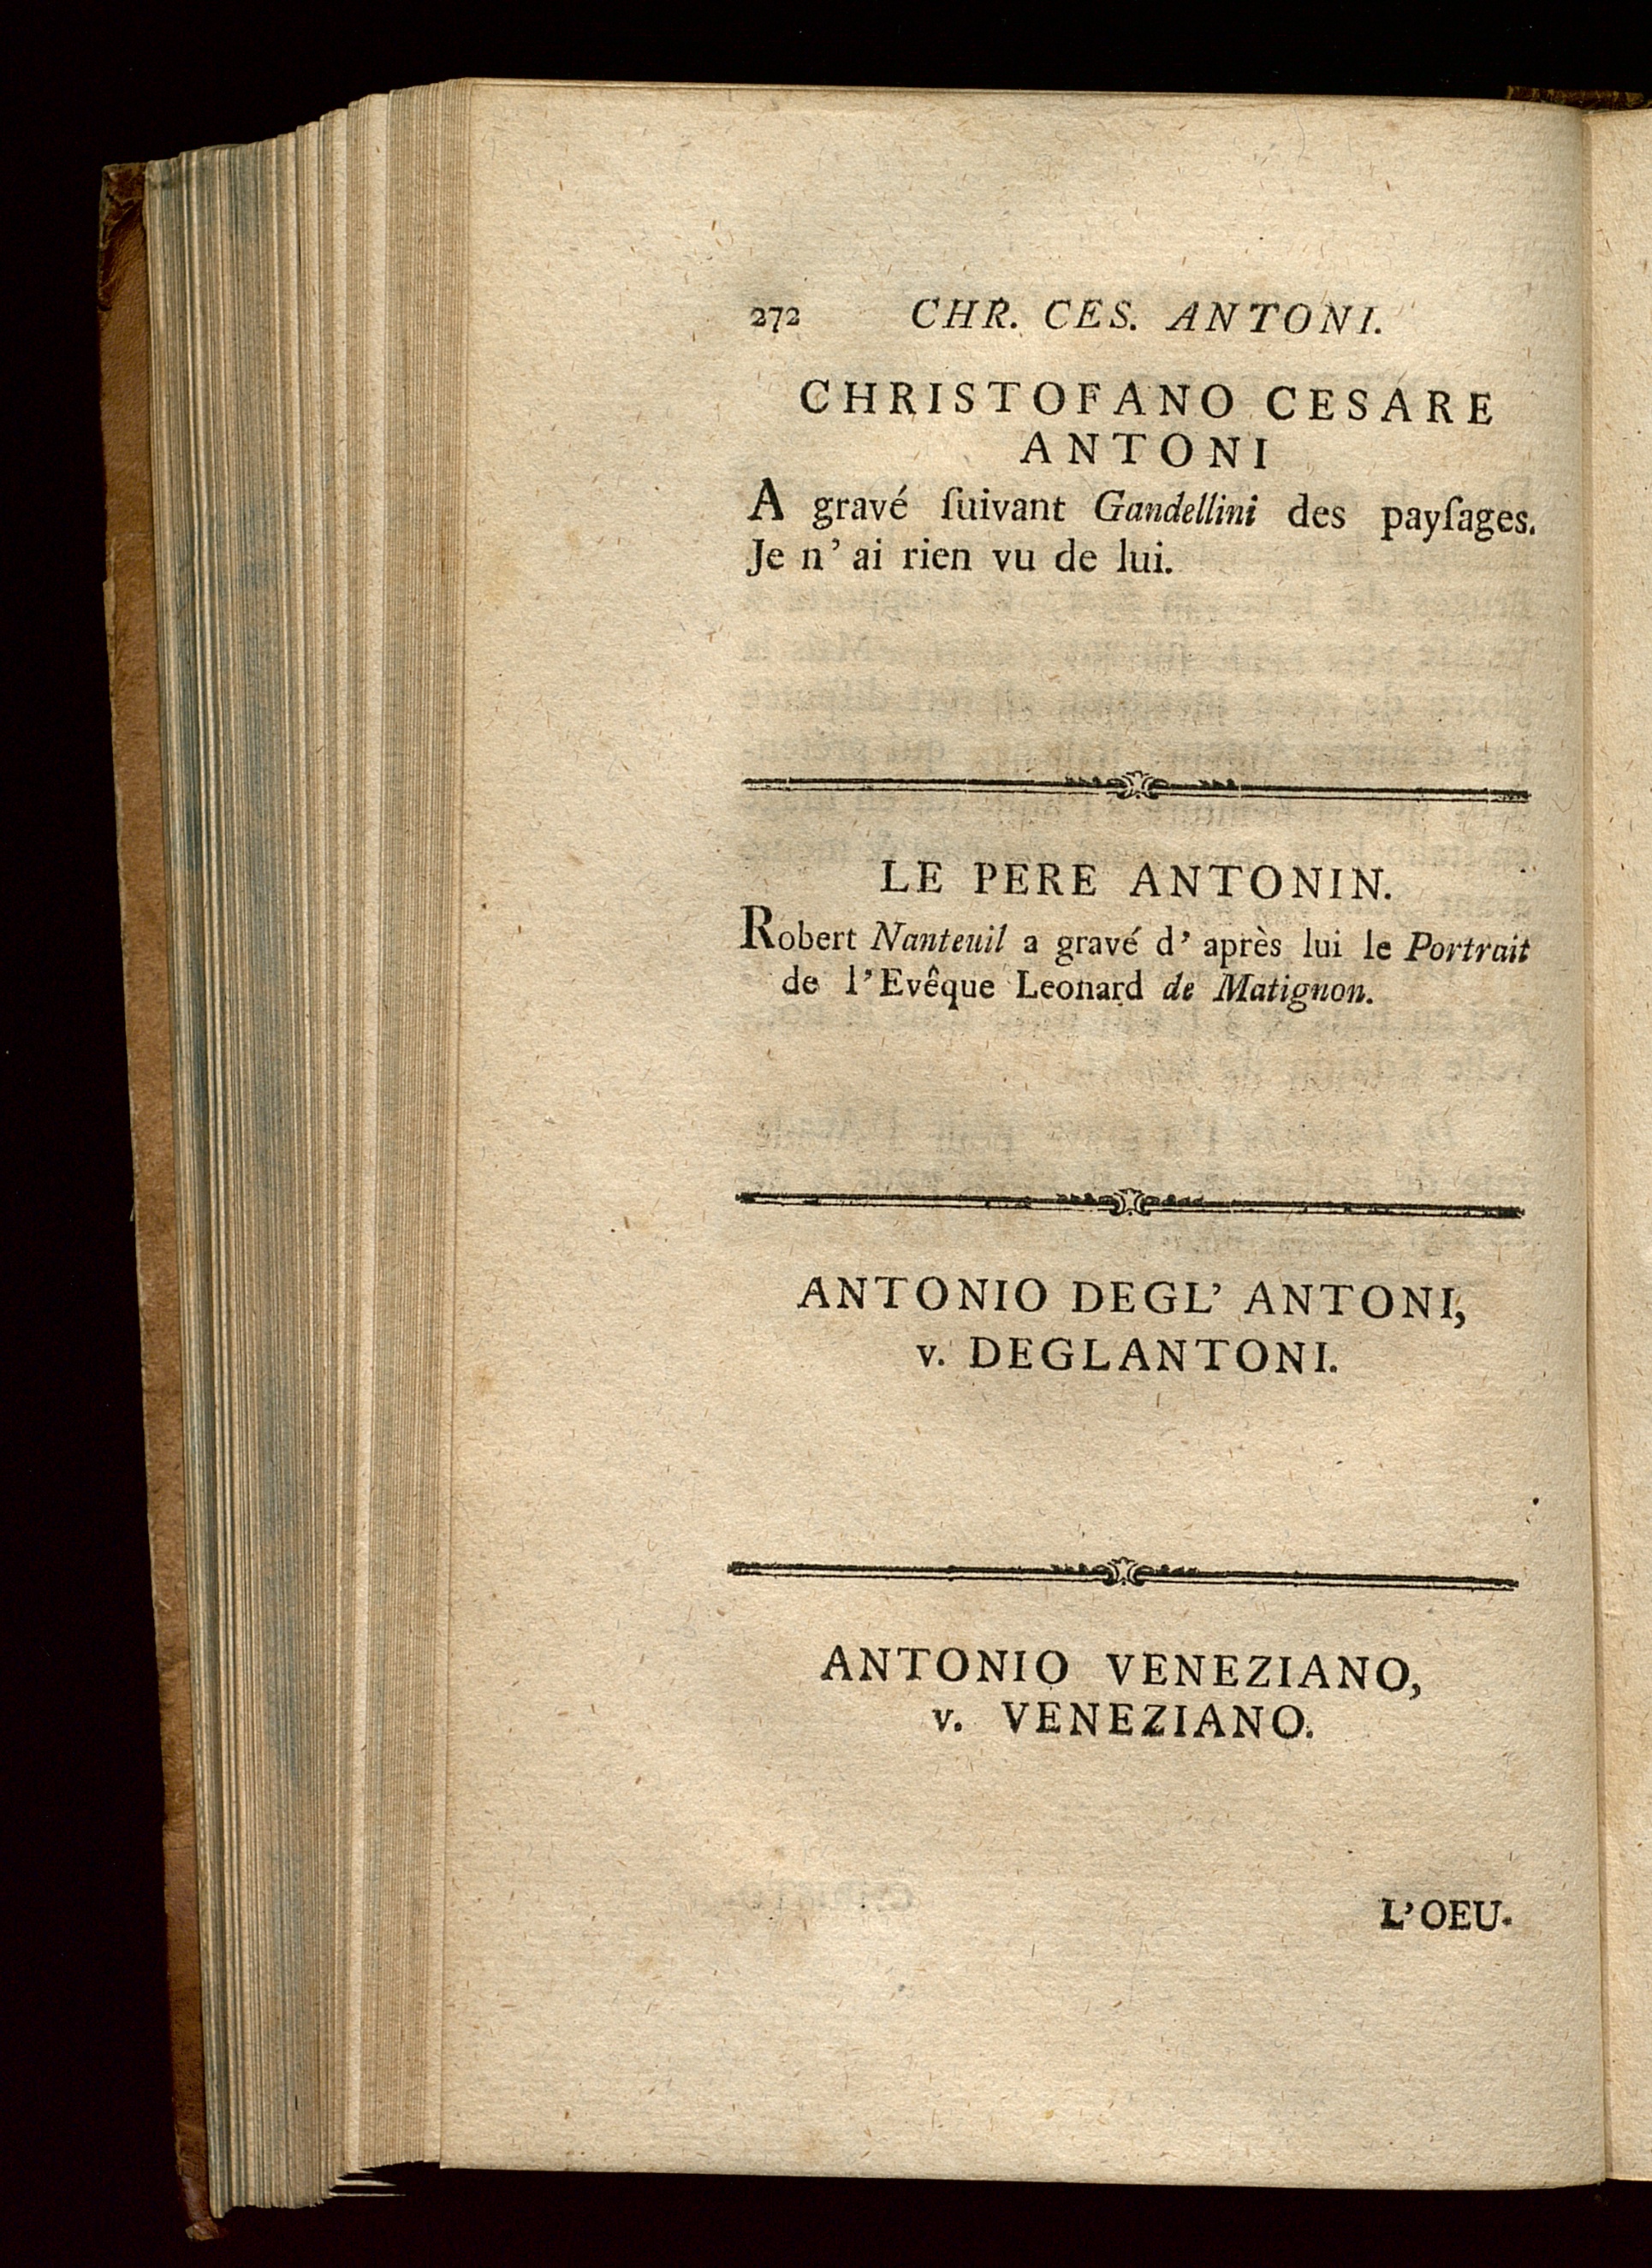 272 CHR. CES. ANTONI.
CHRISTOFANO CESARE
ANTONI
A gravé ſuivant Gandellini des payſages.
Je n' ai rien vu de lui.
LE PERE ANTONIN.
Robert Nanteuil a gravé d' après lui le Portrait
de l'Evêque Leonard de Matignon.
ANTONIO DEGL' ANTONI,
v. DEGLANTONI.
ANTONIO VENEZIANO,
v. VENEZIANO.
L'OEU-